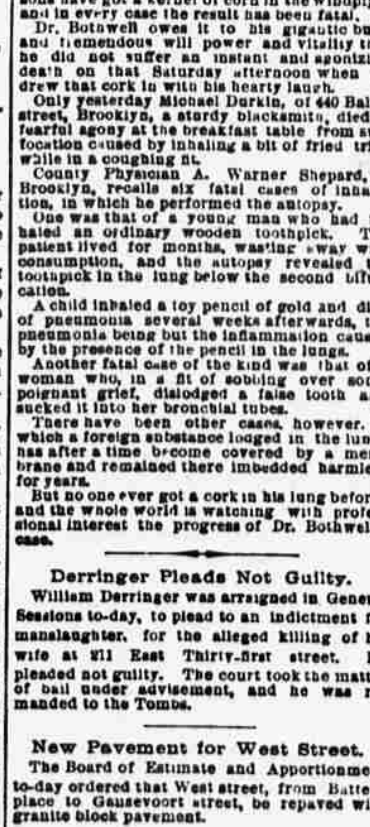 sons have got a kernel of corn in the windpip
and in every case the result has been fatal.
Dr. Bothwell owes it to his gigantic bu
and tremendous will power and vitality th
he did not suffer an instant and agonizi
death on that Saturday afternoon when
drew that cork in with his hearty laugh.
Only yesterday Michael Durkin, of 440 Bal
street, Brooklyn, a sturdy blacksmith, died
fearful agony at the breakfast table from su
focation caused by inhaling a bit of fried tri
while in a coughing fit.
County Physician A. Warner Shepard,
Brooklyn, recalls six fatal cases of inha
tion, in which he performed the autopsy.
One was that of a young man who had
haled an ordinary wooden toothpick. T
patient lived for months, wasting away w
consumption, and the autopsy revealed t
toothpick in the lung below the second bifu
cation.
A child inhaled a toy pencil of gold and di
of pneumonia several weeks afterwards, t
pneumonia being but the inflammation caus
by the presence of the pencil in the lungs.
Another fatal case of the kind was that of
woman who, in a fit of sobbing over som
poignant grief, dislodged a false tooth a
sucked it into her bronchial tubes.
There have been other cases, however.
which a foreign substance lodged in the lun
has after a time become covered by a me
brane and remained there imbedded harmle
for years.
But no one ever got a cork in his lung befor
and the whole world is watching with profe
sional interest the progress of Dr. Bothwell
case.
Derringer Pleads Not Guilty.
William Derringer was arraigned in Gener
Sessions to-day, to plead to an indictment f
manslaughter, for the alleged killing of h
wife at 211 East Thirty-first street. H
pleaded not guilty. The court took the matt
of bail under advisement, and he was r
manded to the Tombs.
New Pavement for West Street.
The Board of Estimate and Apportionme
to-day ordered that West street, from Batte
place to Gansevoort street, be repaved wi
granite block pavement.